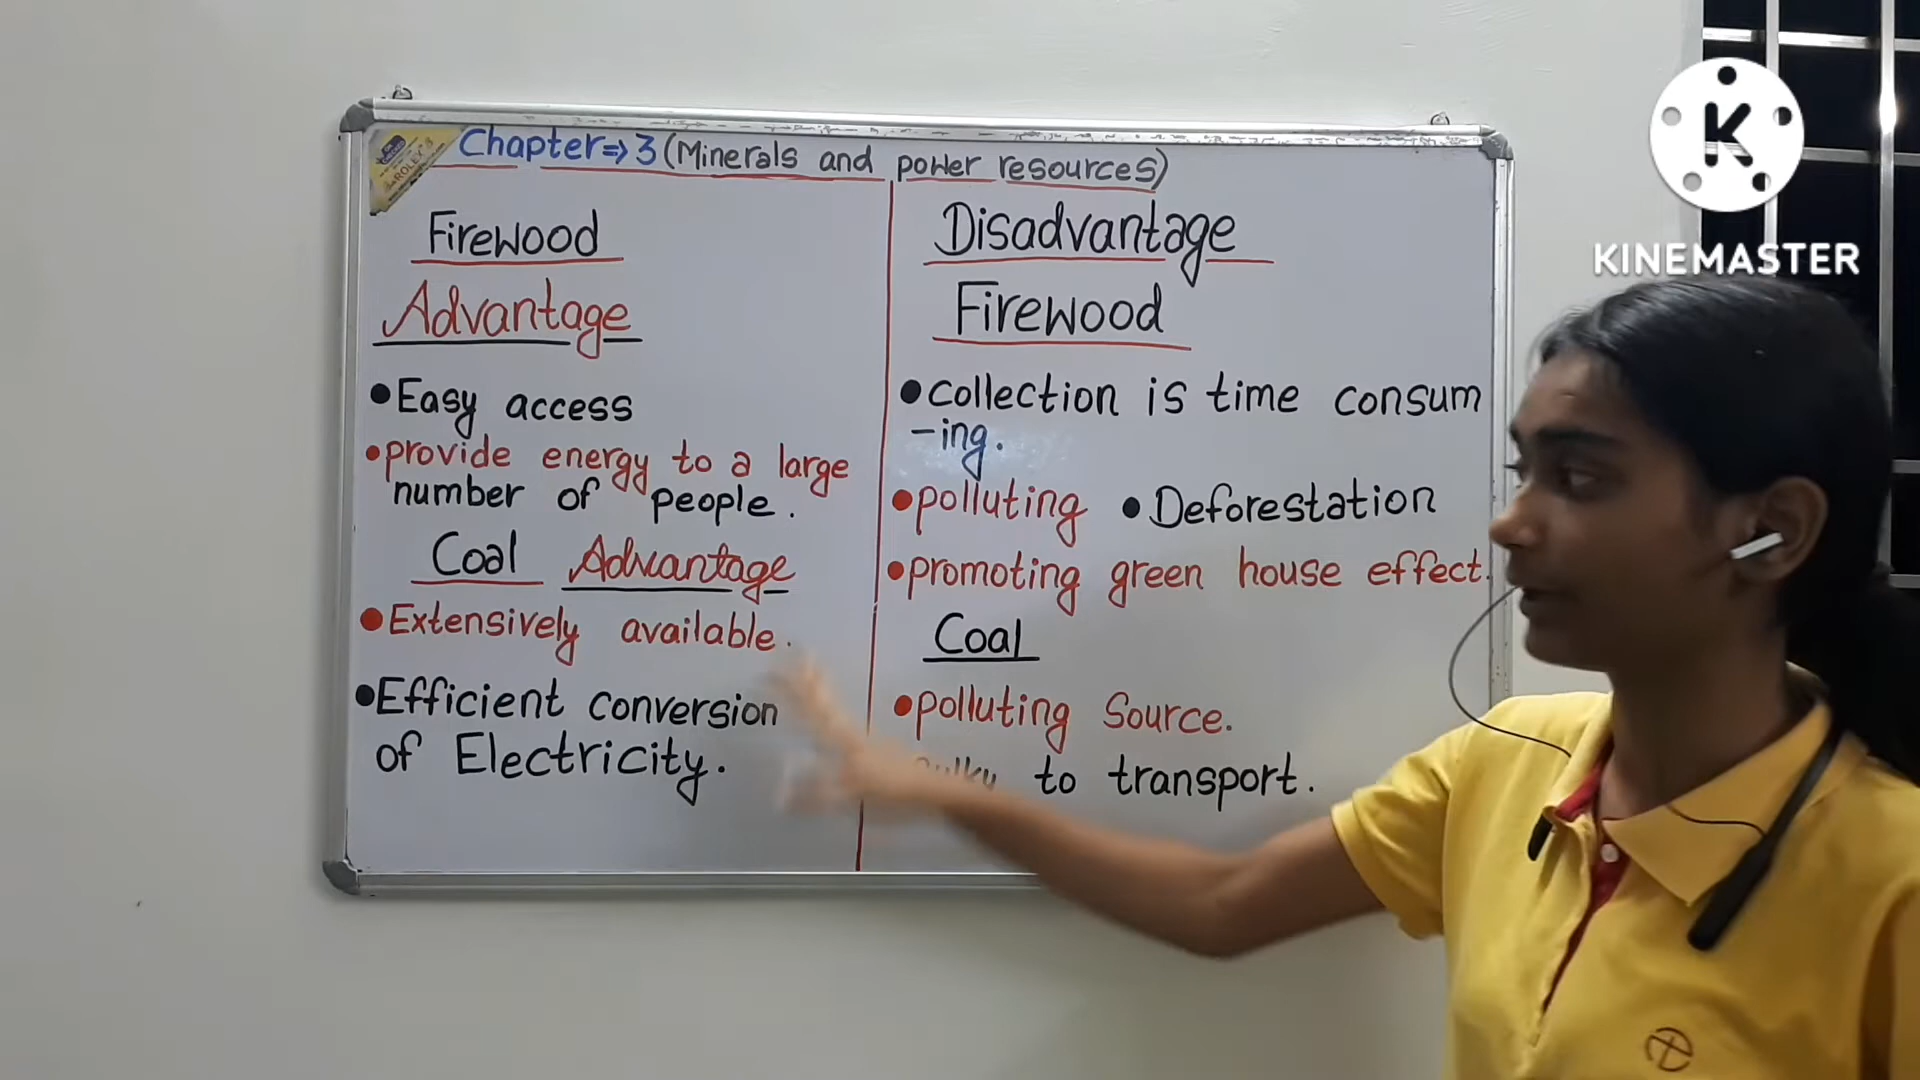 Chapter⇒3 (Minerals and power resources)
Firewood
Advantage
•Easy access
•provide energy to a large
number of people.
Coal Advantage
•Extensively available.
•Efficient conversion
of Electricity.
Disadvantage
Firewood
•collection is time consum
-ing.
•polluting •Deforestation
•promoting green house effect.
Coal
•polluting Source.
to transport.
K
KINEMASTER